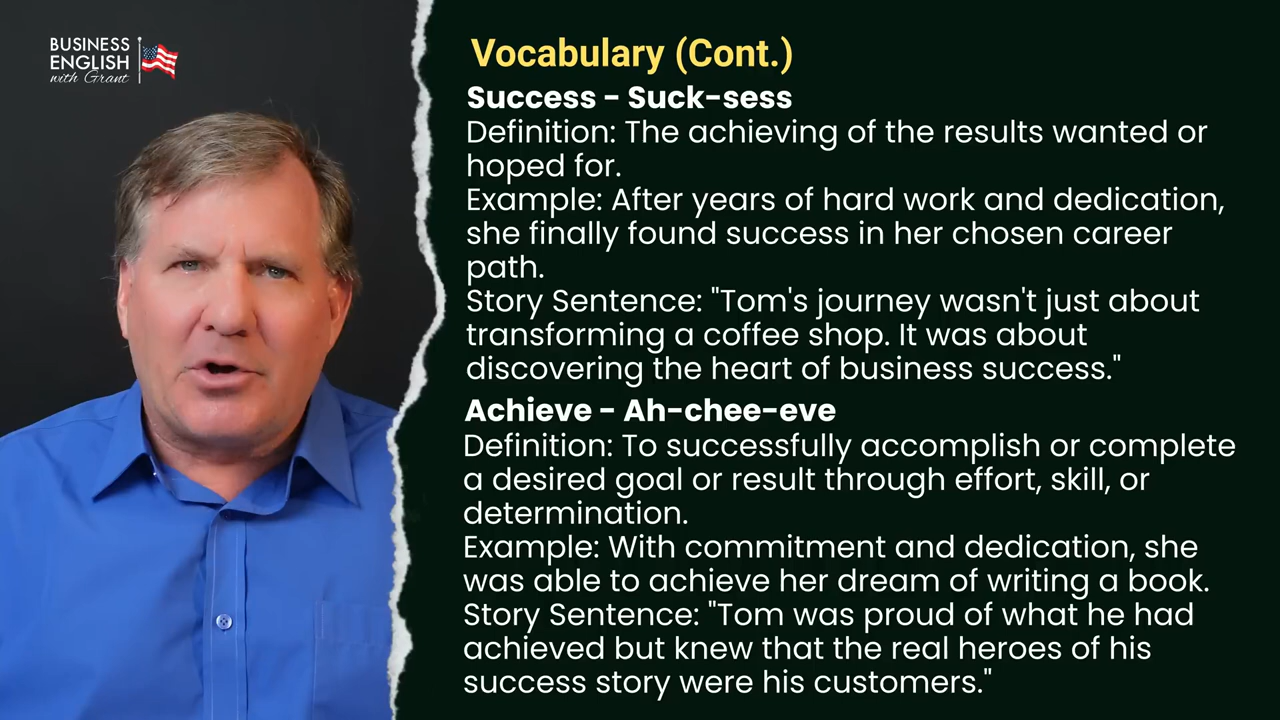 BUSINESS
ENGLISH
with Grant
Vocabulary (Cont.)
Success - Suck-sess
Definition: The achieving of the results wanted or
hoped for.
Example: After years of hard work and dedication,
she finally found success in her chosen career
path.
Story Sentence: "Tom's journey wasn't just about
transforming a coffee shop. It was about
discovering the heart of business success."
Achieve - Ah-chee-eve
Definition: To successfully accomplish or complete
a desired goal or result through effort, skill, or
determination.
Example: With commitment and dedication, she
was able to achieve her dream of writing a book.
Story Sentence: "Tom was proud of what he had
achieved but knew that the real heroes of his
success story were his customers."